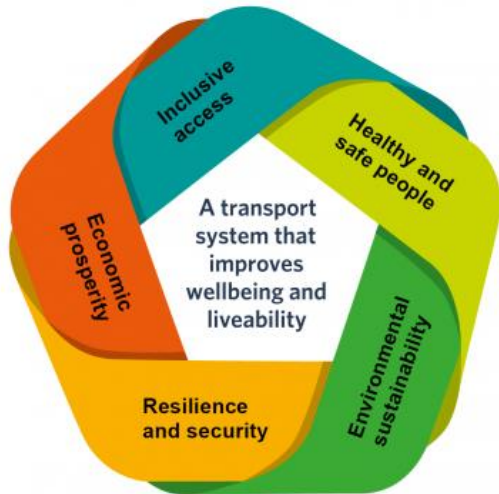 Inclusive
access
Healthy and
safe people
Environmental
sustainability
Resilience
and security
Economic
prosperity
A transport
system that
improves
wellbeing and
liveability